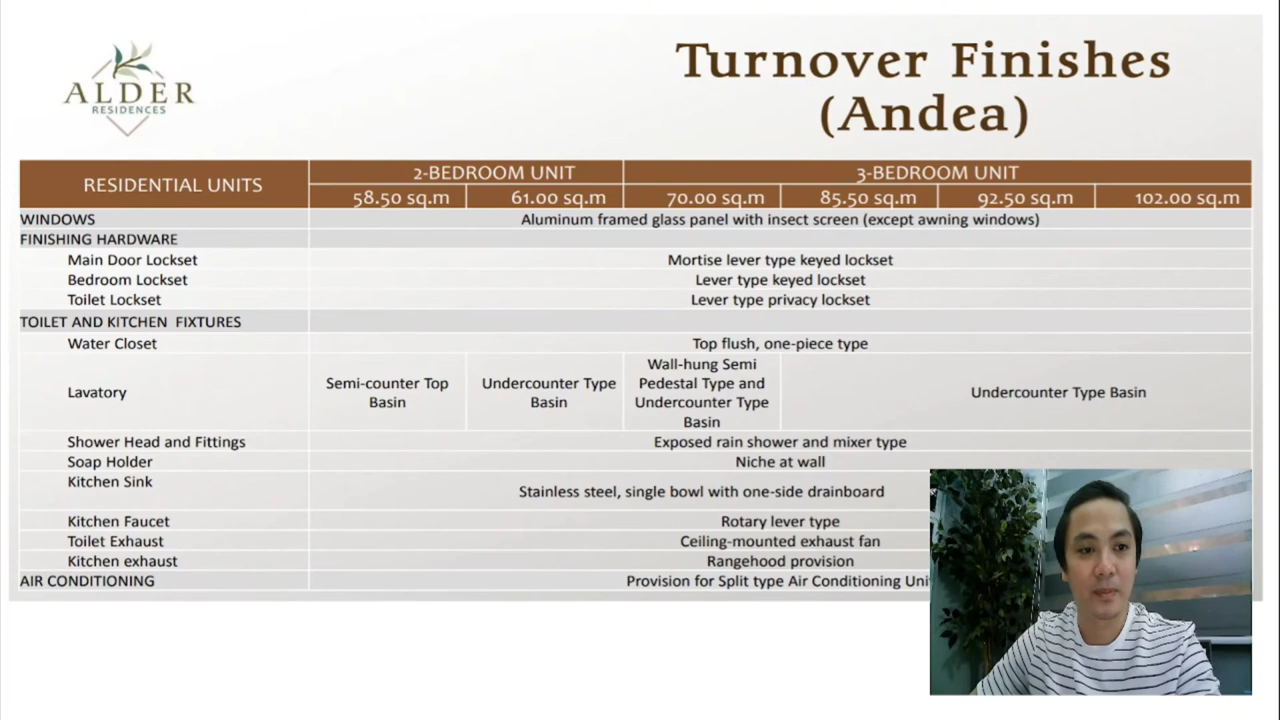 ALDER
RESIDENCES
Turnover Finishes
(Andea)
RESIDENTIAL UNITS
2-BEDROOM UNIT
3-BEDROOM UNIT
58.50 sq.m
61.00 sq.m
70.00 sq.m
85.50 sq.m
92.50 sq.m
102.00 sq.m
WINDOWS
Aluminum framed glass panel with insect screen (except awning windows)
FINISHING HARDWARE
Main Door Lockset
Mortise lever type keyed lockset
Bedroom Lockset
Lever type keyed lockset
Toilet Lockset
Lever type privacy lockset
TOILET AND KITCHEN FIXTURES
Water Closet
Top flush, one-piece type
Lavatory
Semi-counter Top
Basin
Undercounter Type
Basin
Wall-hung Semi
Pedestal Type and
Undercounter Type
Basin
Undercounter Type Basin
Shower Head and Fittings
Exposed rain shower and mixer type
Soap Holder
Niche at wall
Kitchen Sink
Stainless steel, single bowl with one-side drainboard
Kitchen Faucet
Rotary lever type
Toilet Exhaust
Ceiling-mounted exhaust fan
Kitchen exhaust
Rangehood provision
AIR CONDITIONING
Provision for Split type Air Conditioning